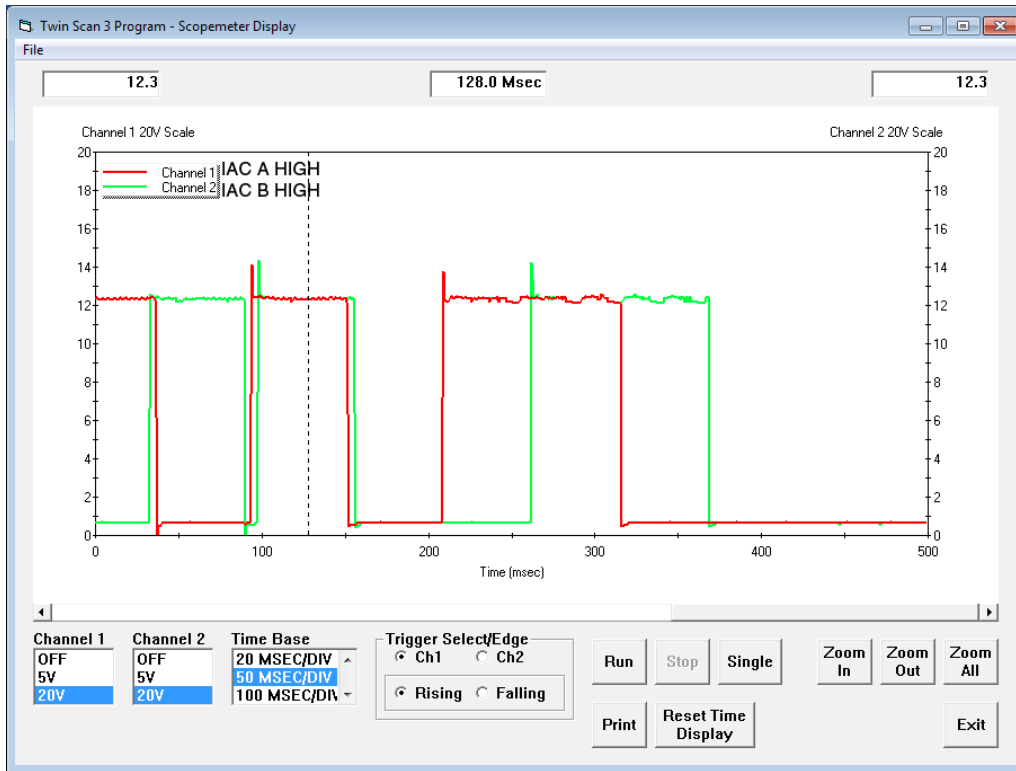 Twin Scan 3 Program - Scopemeter Display
File
12.3 128.0 Msec 12.3
Channel 1 20V Scale Channel 2 20V Scale
Channel 1 IAC A HIGH
Channel 2 IAC B HIGH
20 20
18 18
16 16
14 14
12 12
10 10
8 8
6 6
4 4
2 2
0 0
0 100 200 300 400 500
Time (msec)
Channel 1 Channel 2 Time Base Trigger Select/Edge
OFF OFF 20 MSEC/DIV Ch1 Ch2
5V 5V 50 MSEC/DIV
20V 20V 100 MSEC/DIV Rising Falling
Run Stop Single Zoom In Zoom Out Zoom All
Print Reset Time Display Exit